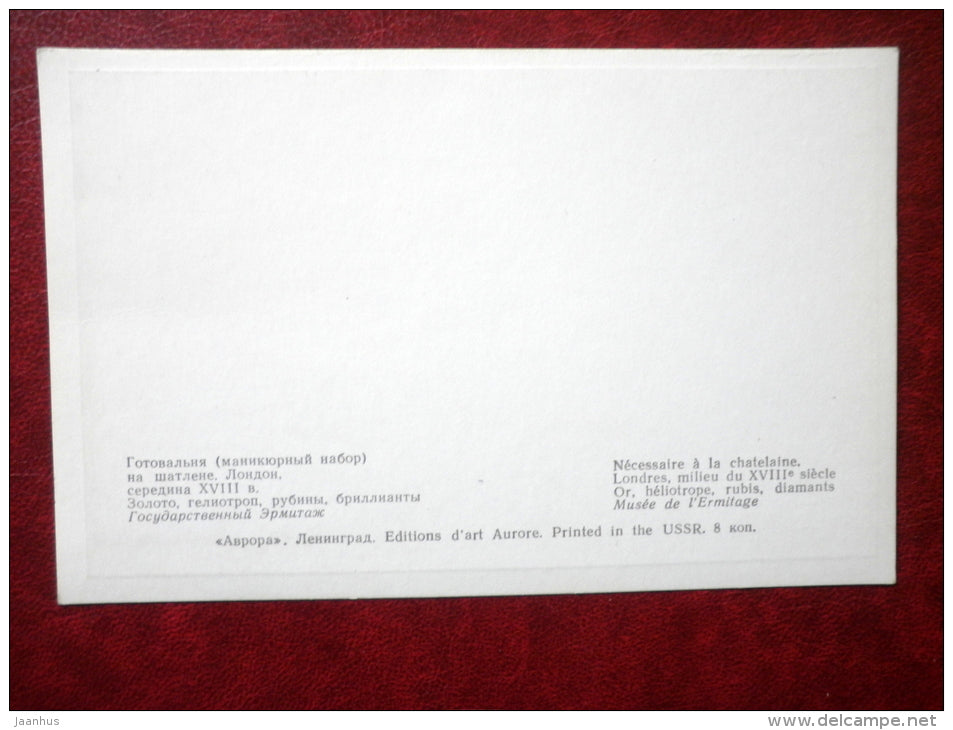 Готовальня (маникюрный набор)
на шатлене. Лондон,
середина XVIII в.
Золото, гелиотроп, рубины, бриллианты
Государственный Эрмитаж
Nécessaire à la chatelaine.
Londres, milieu du XVIIIe siècle
Or, héliotrope, rubis, diamants
Musée de l'Ermitage
«Аврора». Ленинград. Editions d'art Aurore. Printed in the USSR. 8 коп.
jaanhus
www.delcampe.net